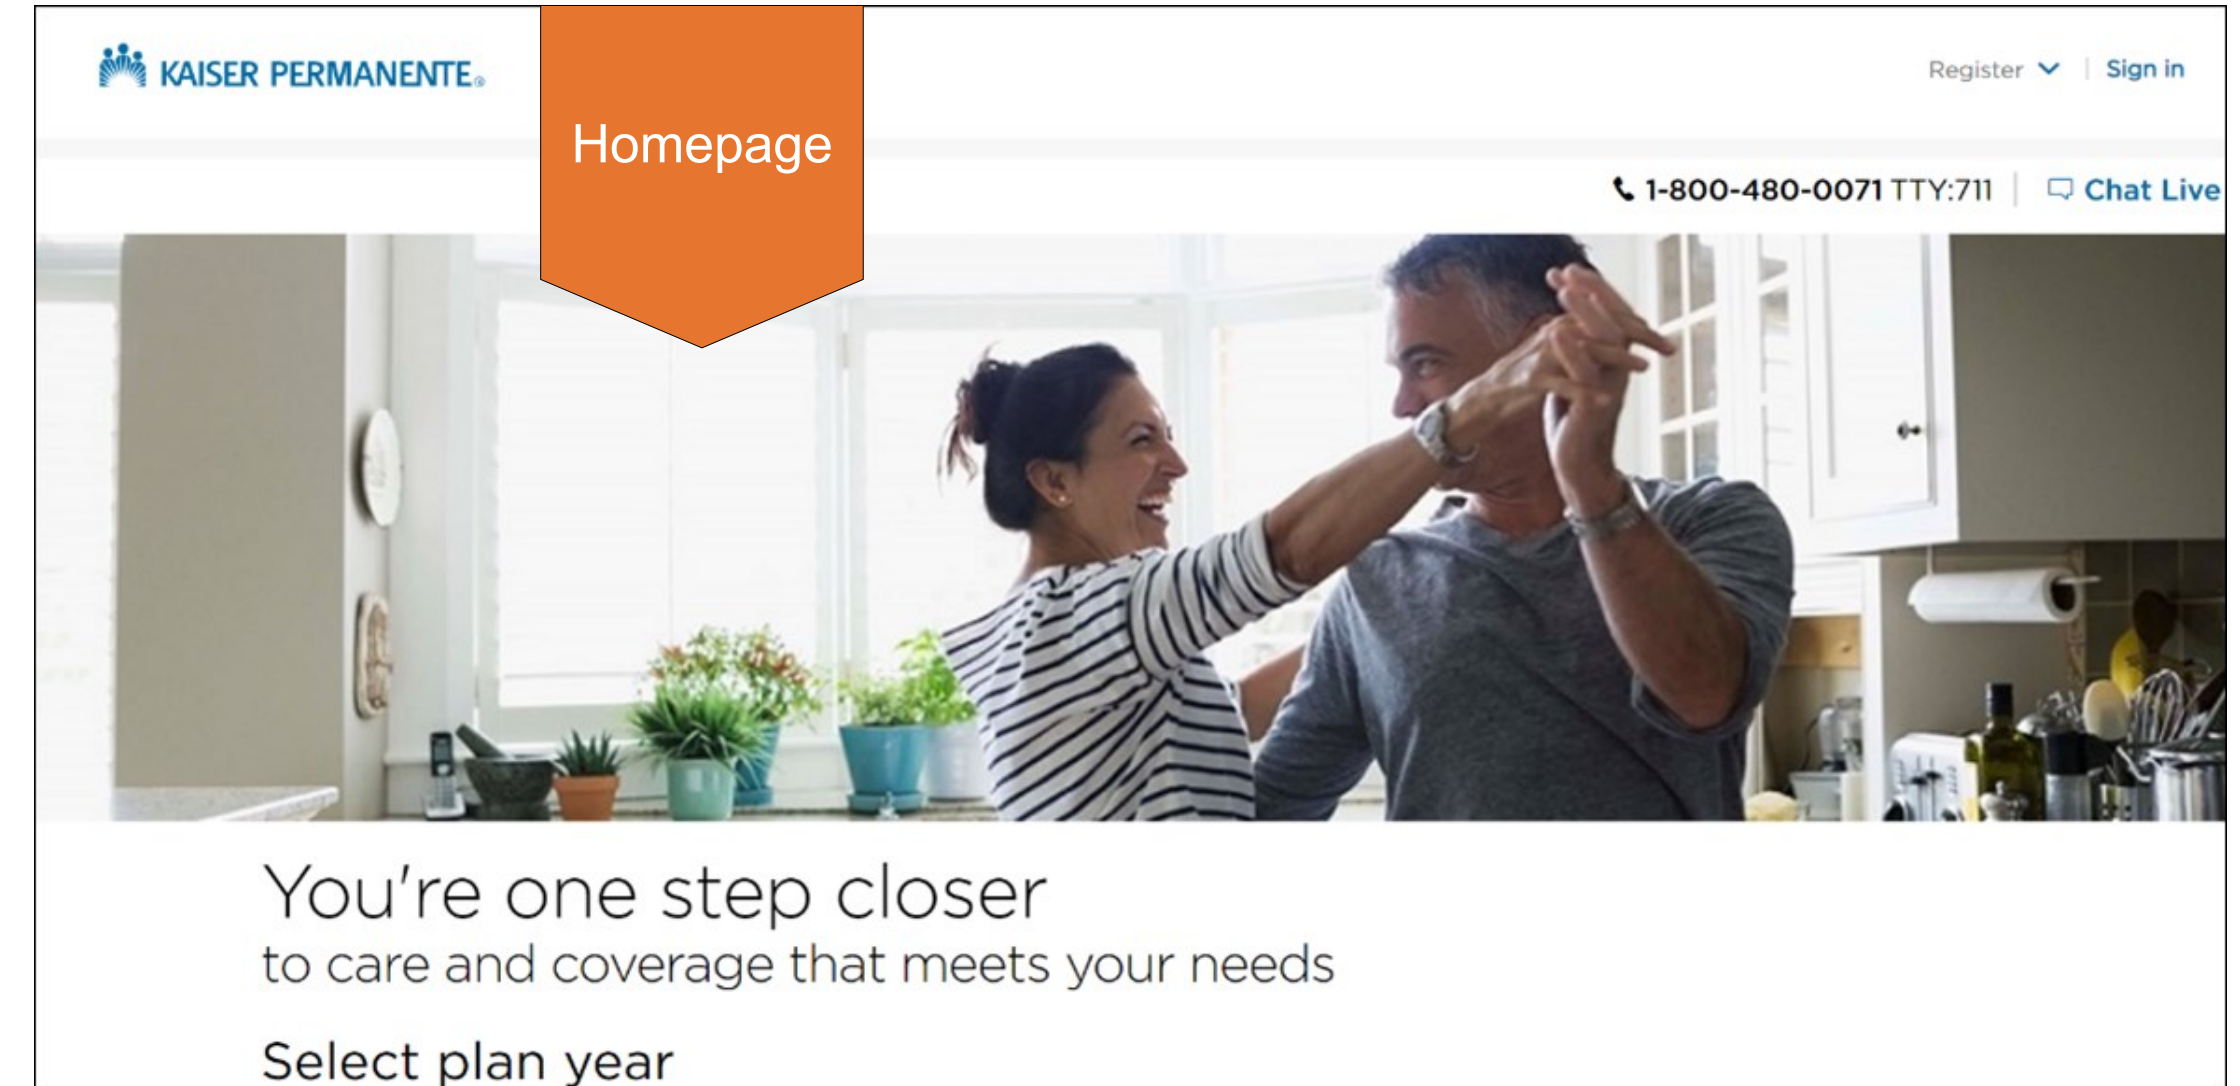 KAISER PERMANENTE®
Homepage
Register
Sign in
1-800-480-0071 TTY:711
Chat Live
You're one step closer
to care and coverage that meets your needs
Select plan year